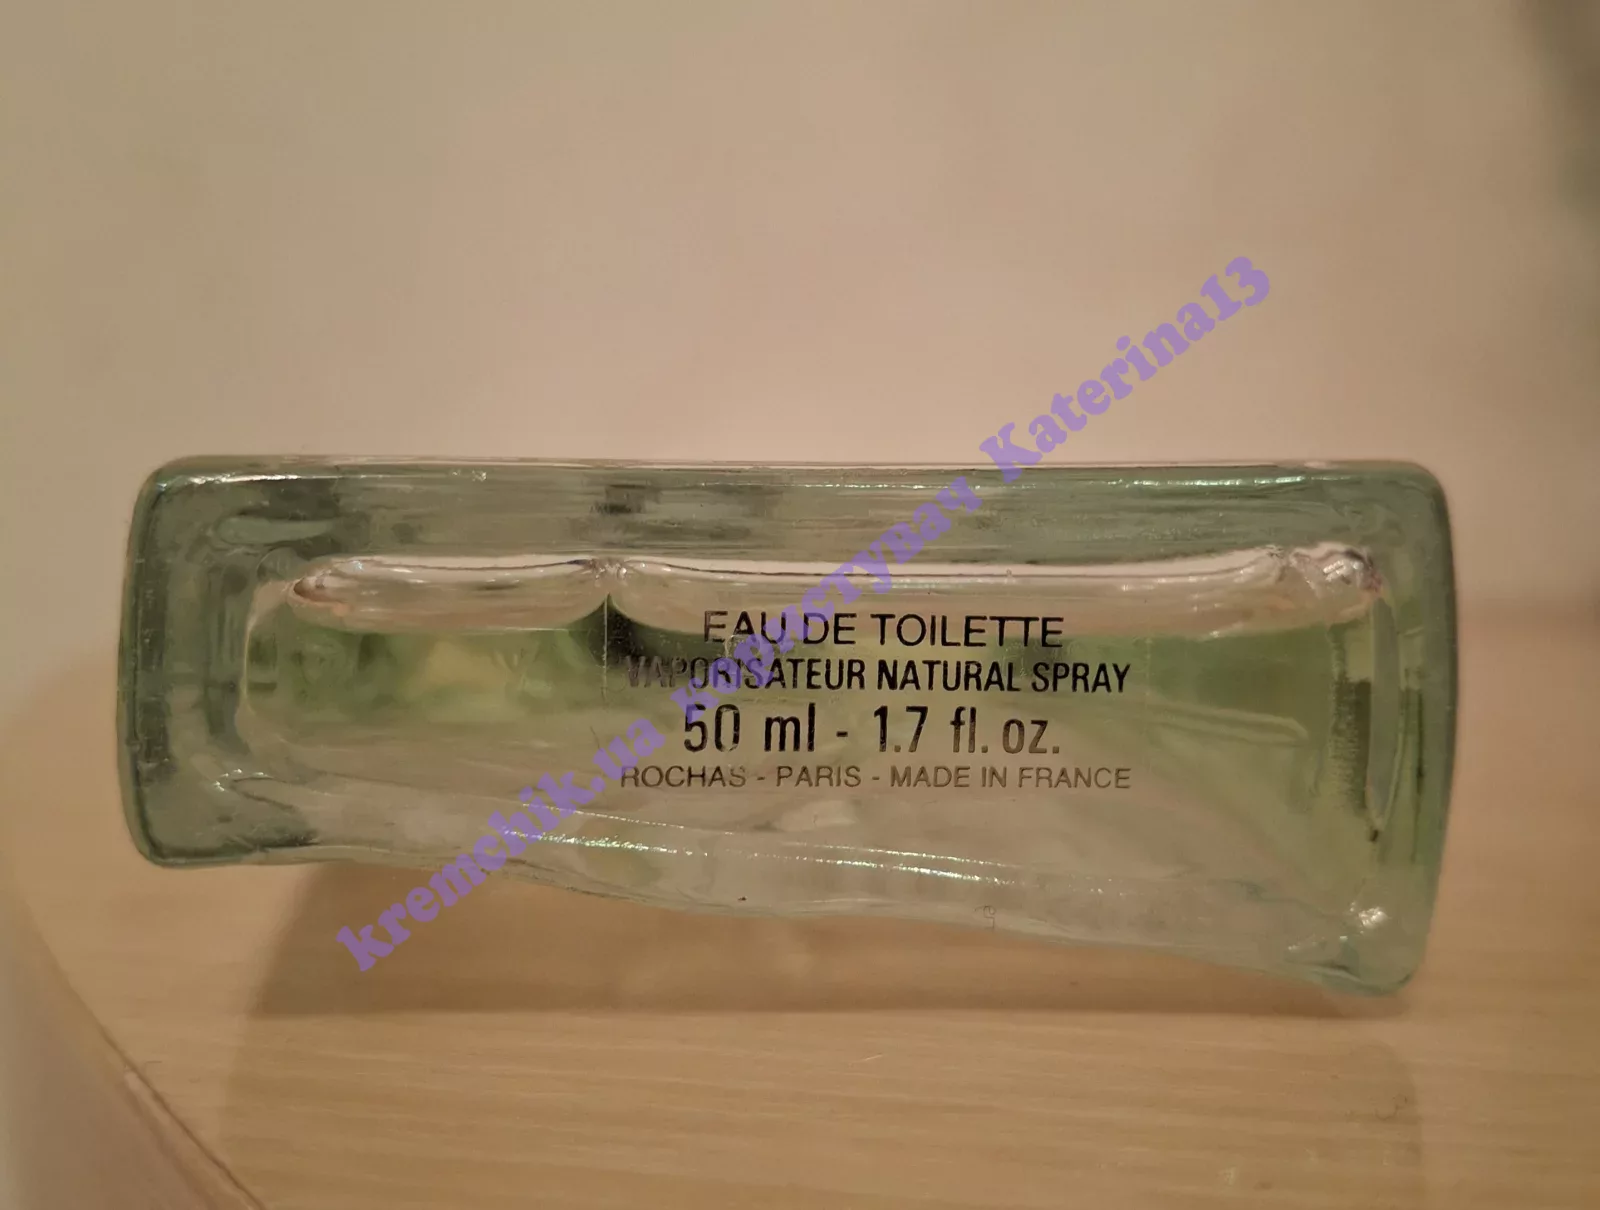 EAU DE TOILETTE
VAPORISATEUR NATURAL SPRAY
50 ml - 1.7 fl. oz.
ROCHAS - PARIS - MADE IN FRANCE
kremchik.ua користувач Katerina13